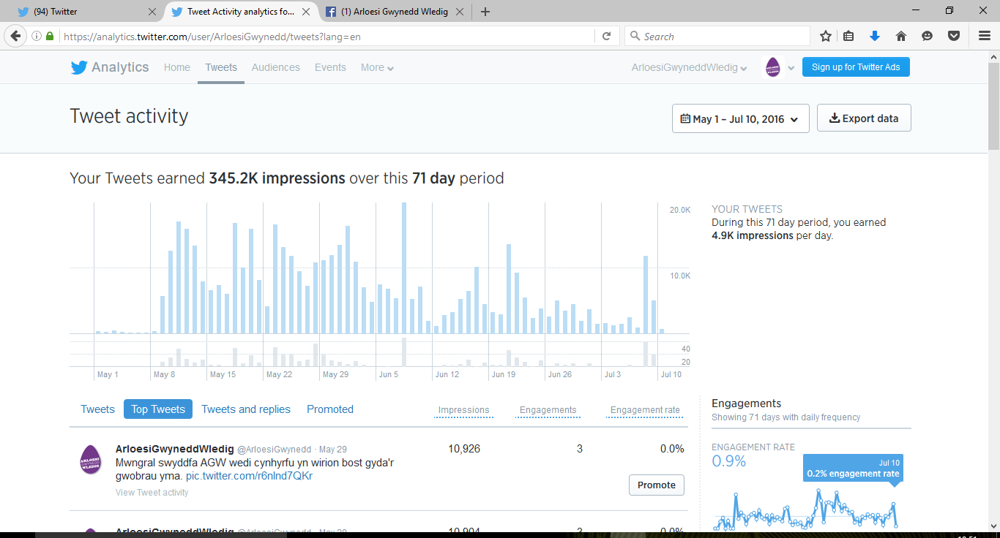 (94) Twitter
Tweet Activity analytics fo...
(1) Arloesi Gwynedd Wledig
https://analytics.twitter.com/user/ArloesiGwynedd/tweets?lang=en
Search
Analytics Home Tweets Audiences Events More
ArloesiGwyneddWledig
Sign up for Twitter Ads
Tweet activity
May 1 – Jul 10, 2016
Export data
Your Tweets earned 345.2K impressions over this 71 day period
20.0K
10.0K
40
20
May 1 May 8 May 15 May 22 May 29 Jun 5 Jun 12 Jun 19 Jun 26 Jul 3 Jul 10
YOUR TWEETS
During this 71 day period, you earned
4.9K impressions per day.
Tweets Top Tweets Tweets and replies Promoted
Impressions Engagements Engagement rate
ARLOESI
GWYNEDD
WLEDIG
ArloesiGwyneddWledig @ArloesiGwynedd · May 29
Mwngral swyddfa AGW wedi cynhyrfu yn wirion bost gyda'r
gwobrau yma. pic.twitter.com/r6nlnd7QKr
View Tweet activity
10,926 3 0.0%
Promote
ArloesiGwyneddWledig @ArloesiGwynedd · May 29
10,904 3 0.0%
Engagements
Showing 71 days with daily frequency
ENGAGEMENT RATE
0.9%
Jul 10
0.2% engagement rate